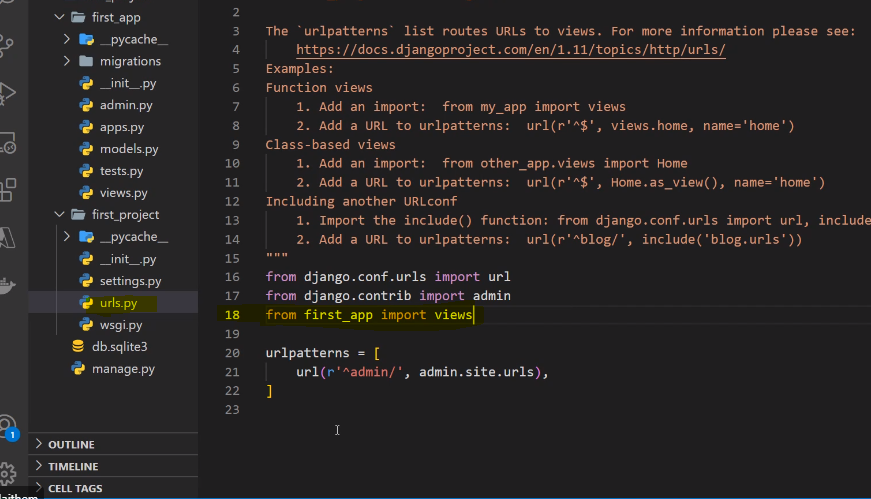 first_app
__pycache__
migrations
__init__.py
admin.py
apps.py
models.py
tests.py
views.py
first_project
__pycache__
__init__.py
settings.py
urls.py
wsgi.py
db.sqlite3
manage.py
OUTLINE
TIMELINE
CELL TAGS
1
2
3 The `urlpatterns` list routes URLs to views. For more information please see:
4 https://docs.djangoproject.com/en/1.11/topics/http/urls/
5 Examples:
6 Function views
7 1. Add an import:  from my_app import views
8 2. Add a URL to urlpatterns:  url(r'^$', views.home, name='home')
9 Class-based views
10 1. Add an import:  from other_app.views import Home
11 2. Add a URL to urlpatterns:  url(r'^$', Home.as_view(), name='home')
12 Including another URLconf
13 1. Import the include() function: from django.conf.urls import url, include
14 2. Add a URL to urlpatterns:  url(r'^blog/', include('blog.urls'))
15 """
16 from django.conf.urls import url
17 from django.contrib import admin
18 from first_app import views
19
20 urlpatterns = [
21 url(r'^admin/', admin.site.urls),
22 ]
23